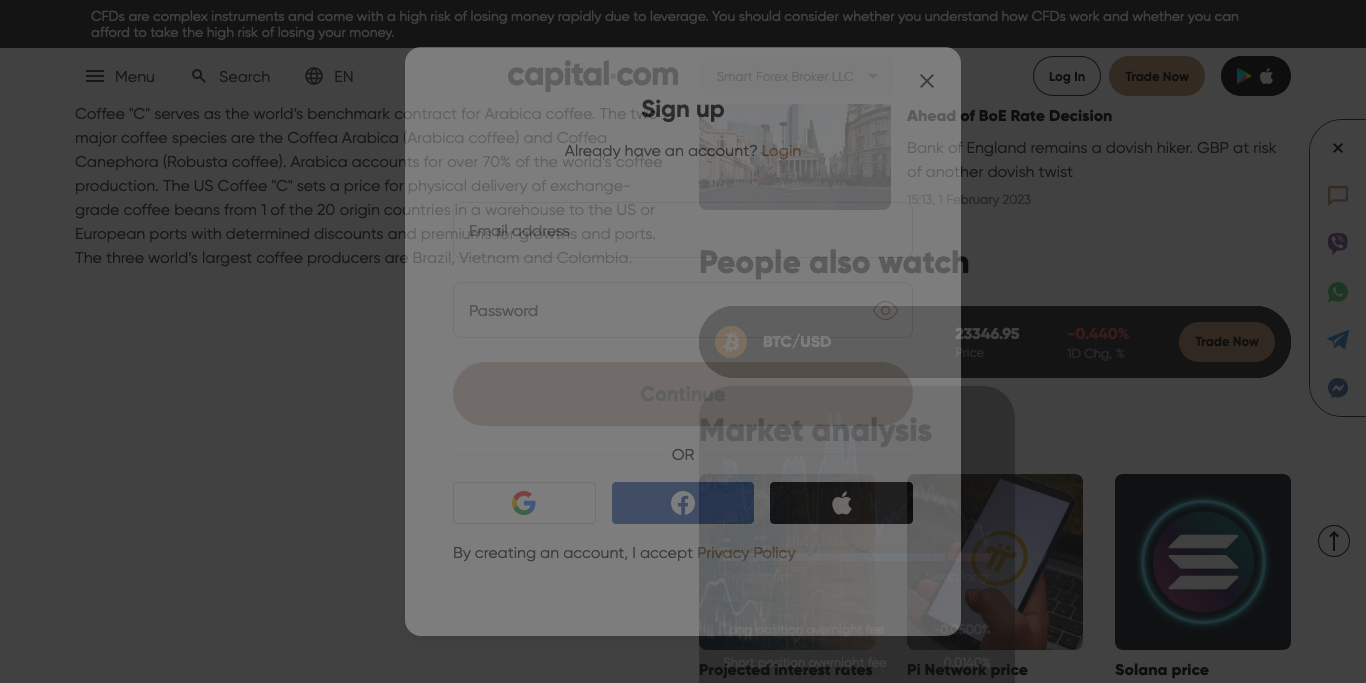 CFDs are complex instruments and come with a high risk of losing money rapidly due to leverage. You should consider whether you understand how CFDs work and whether you can
afford to take the high risk of losing your money.
Menu
Search
EN
capital.com
Smart Forex Broker LLC
Log In
Trade Now
Sign up
Already have an account? Login
Email address
Password
Continue
OR
By creating an account, I accept Privacy Policy
Coffee "C" serves as the world's benchmark contract for Arabica coffee. The two
major coffee species are the Coffea Arabica (Arabica coffee) and Coffea
Canephora (Robusta coffee). Arabica accounts for over 70% of the world's coffee
production. The US Coffee "C" sets a price for physical delivery of exchange-
grade coffee beans from 1 of the 20 origin countries in a warehouse to the US or
European ports with determined discounts and premiums for growths and ports.
The three world's largest coffee producers are Brazil, Vietnam and Colombia.
Ahead of BoE Rate Decision
Bank of England remains a dovish hiker. GBP at risk
of another dovish twist
15:13, 1 February 2023
People also watch
BTC/USD
23346.95
Price
-0.440%
1D Chg, %
Trade Now
Market analysis
Long position overnight fee
Short position overnight fee
0.0140%
Projected interest rates
Pi Network price
Solana price